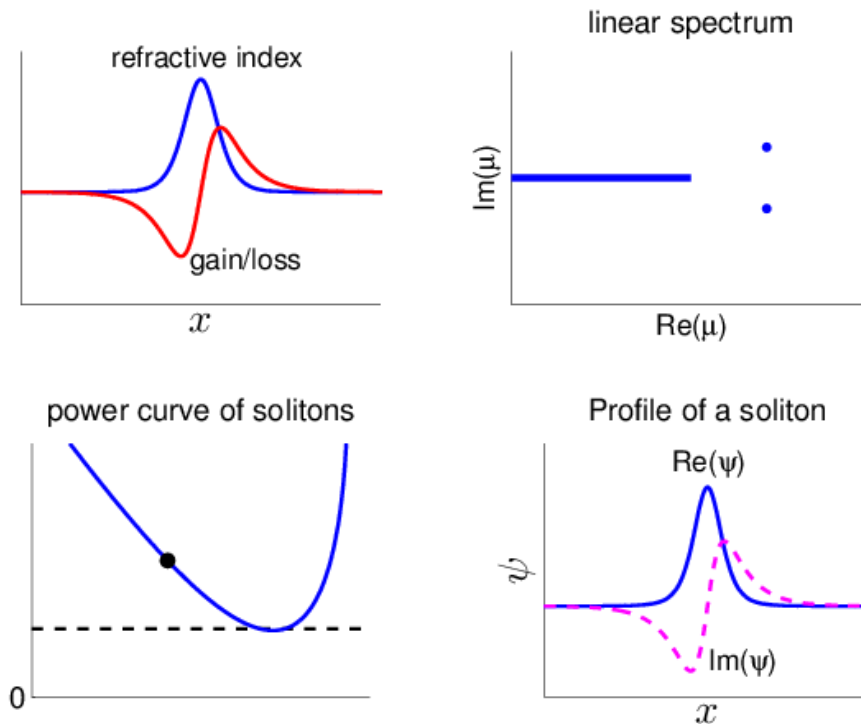 refractive index
gain/loss
x
linear spectrum
Im(μ)
Re(μ)
power curve of solitons
0
Profile of a soliton
Re(ψ)
ψ
Im(ψ)
x